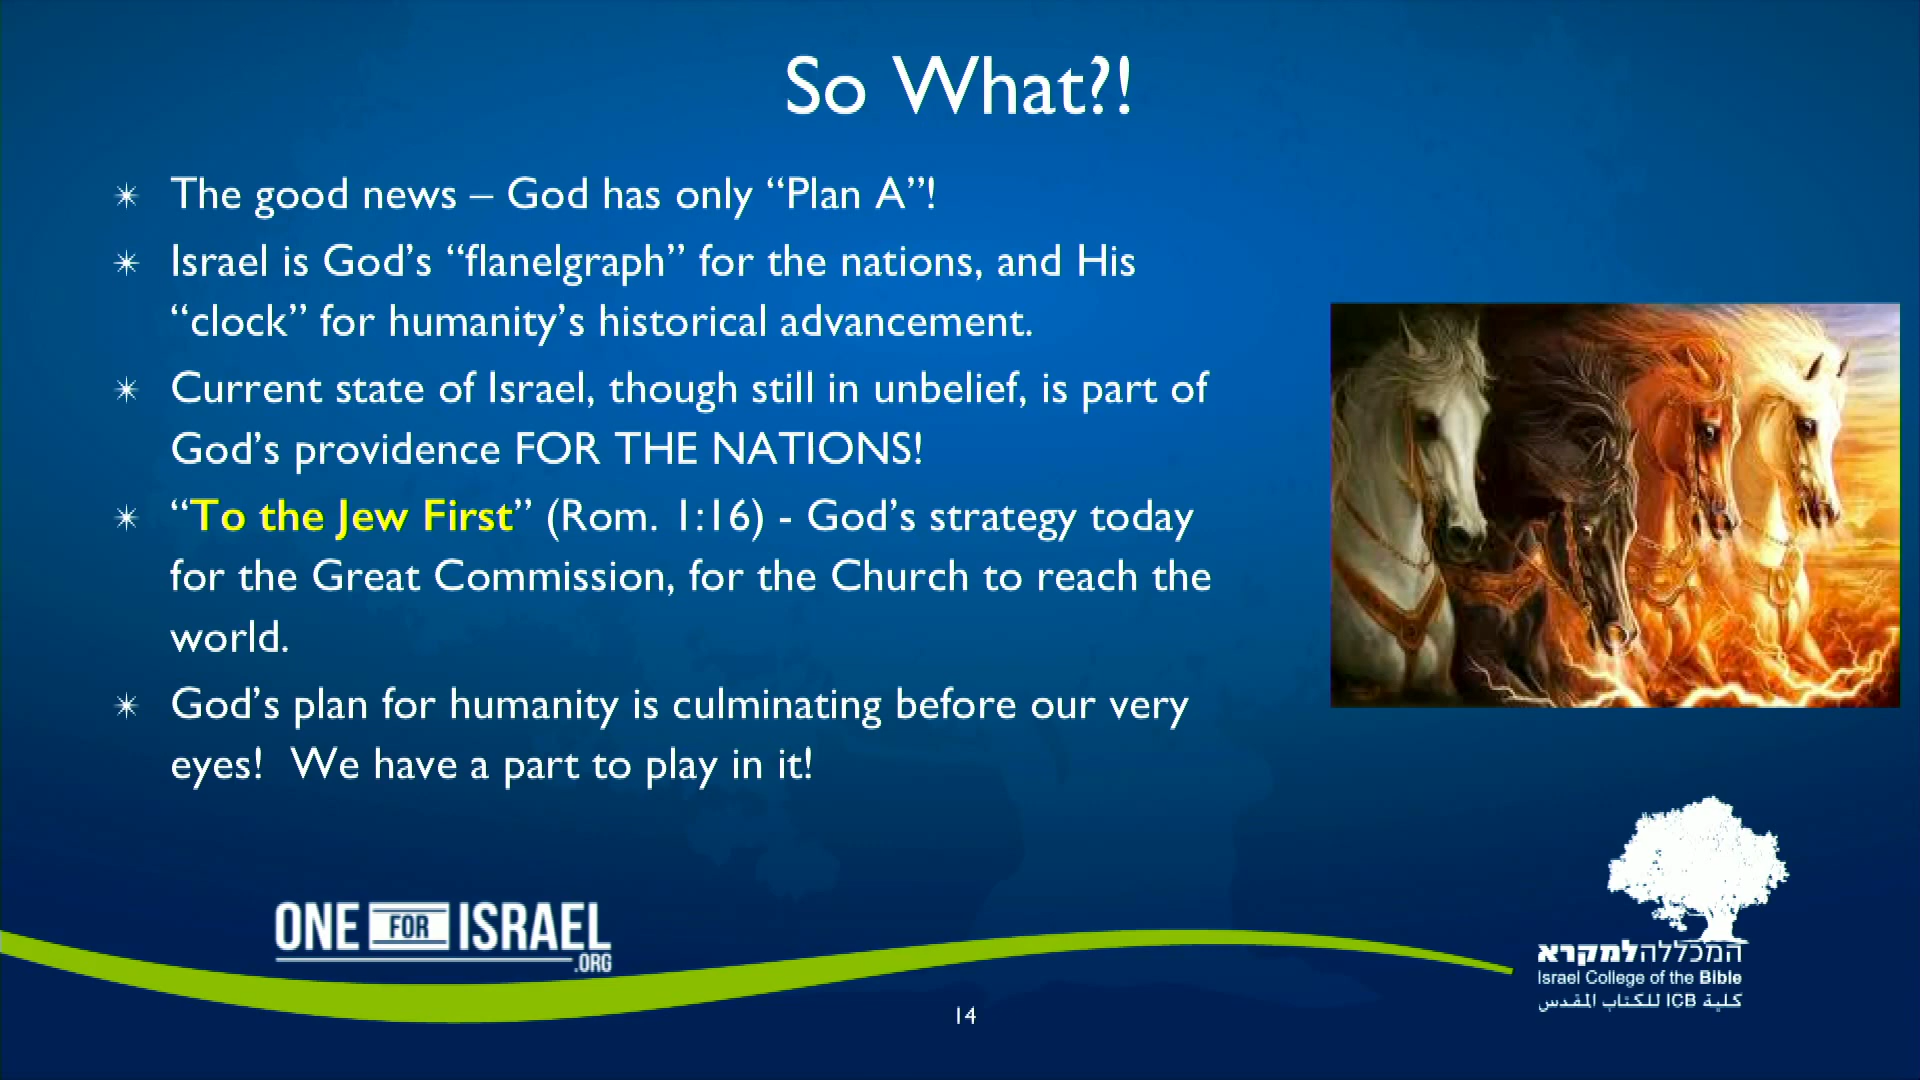 So What?!
✴ The good news – God has only “Plan A”!
✴ Israel is God’s “flanelgraph” for the nations, and His
“clock” for humanity’s historical advancement.
✴ Current state of Israel, though still in unbelief, is part of
God’s providence FOR THE NATIONS!
✴ “To the Jew First” (Rom. 1:16) - God’s strategy today
for the Great Commission, for the Church to reach the
world.
✴ God’s plan for humanity is culminating before our very
eyes!  We have a part to play in it!
ONE FOR ISRAEL
.ORG
המכללהלמקרא
Israel College of the Bible
كلية ICB للكتاب المقدس
14